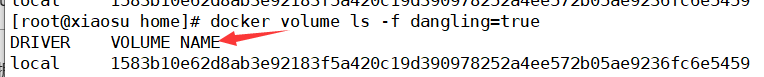 [root@xiaosu home]# docker volume ls -f dangling=true
DRIVER    VOLUME NAME
local     1583b10e62d8ab3e92183f5a420c19d390978252a4ee572b05ae9236fc6e5459